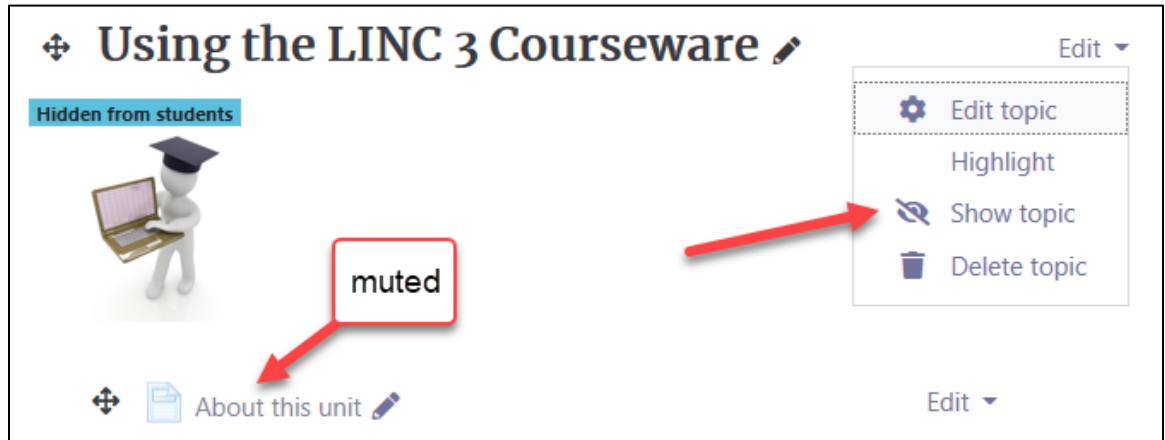 Using the LINC 3 Courseware
Edit
Hidden from students
Edit topic
Highlight
Show topic
Delete topic
muted
About this unit
Edit